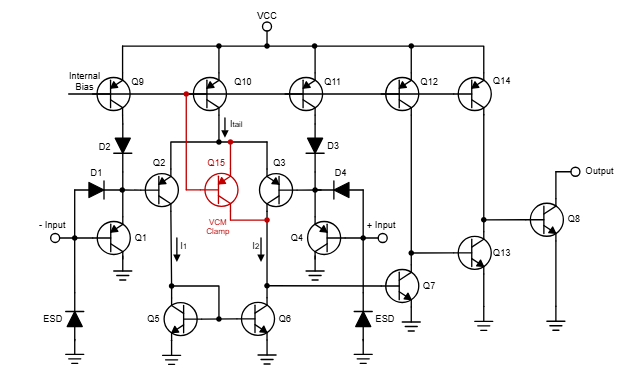 VCC
Internal
Bias
Q9
Q10
Q11
Q12
Q14
Itail
D2
D3
D1
Q2
Q15
Q3
D4
Output
- Input
VCM
Clamp
+ Input
Q8
Q1
I1
I2
Q4
Q13
Q7
ESD
Q5
Q6
ESD